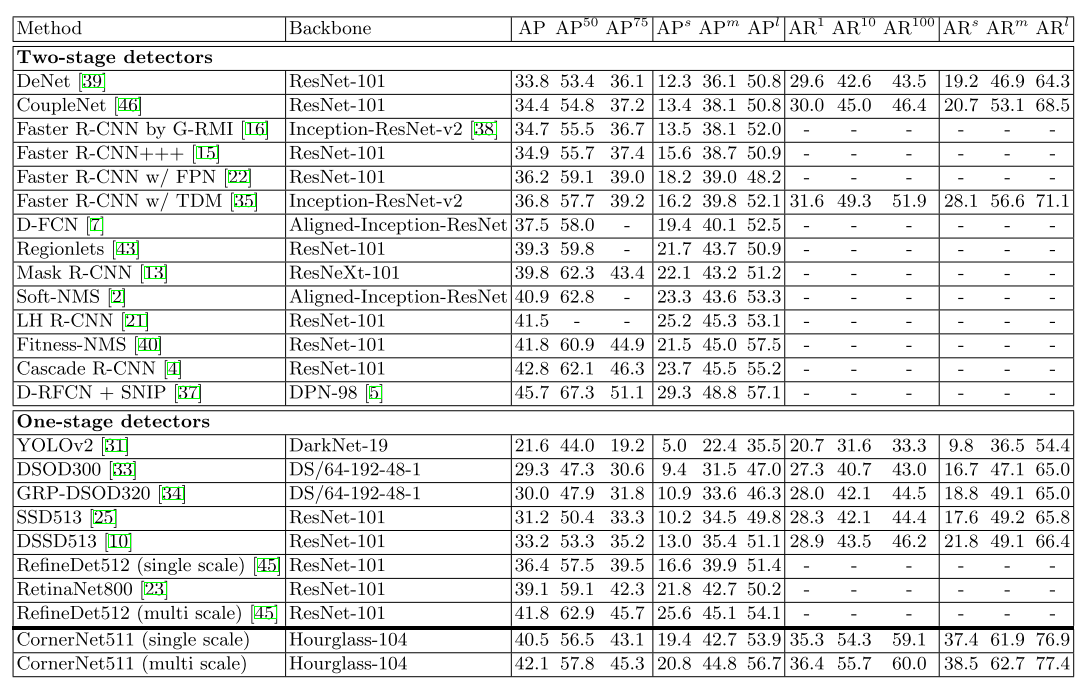 Method Backbone AP AP50 AP75 APs APm APl AR1 AR10 AR100 ARs ARm ARl
Two-stage detectors
DeNet [39] ResNet-101 33.8 53.4 36.1 12.3 36.1 50.8 29.6 42.6 43.5 19.2 46.9 64.3
CoupleNet [46] ResNet-101 34.4 54.8 37.2 13.4 38.1 50.8 30.0 45.0 46.4 20.7 53.1 68.5
Faster R-CNN by G-RMI [16] Inception-ResNet-v2 [38] 34.7 55.5 36.7 13.5 38.1 52.0 - - - - - -
Faster R-CNN+++ [15] ResNet-101 34.9 55.7 37.4 15.6 38.7 50.9 - - - - - -
Faster R-CNN w/ FPN [22] ResNet-101 36.2 59.1 39.0 18.2 39.0 48.2 - - - - - -
Faster R-CNN w/ TDM [35] Inception-ResNet-v2 36.8 57.7 39.2 16.2 39.8 52.1 31.6 49.3 51.9 28.1 56.6 71.1
D-FCN [7] Aligned-Inception-ResNet 37.5 58.0 - 19.4 40.1 52.5 - - - - - -
Regionlets [43] ResNet-101 39.3 59.8 - 21.7 43.7 50.9 - - - - - -
Mask R-CNN [13] ResNeXt-101 39.8 62.3 43.4 22.1 43.2 51.2 - - - - - -
Soft-NMS [2] Aligned-Inception-ResNet 40.9 62.8 - 23.3 43.6 53.3 - - - - - -
LH R-CNN [21] ResNet-101 41.5 - - 25.2 45.3 53.1 - - - - - -
Fitness-NMS [40] ResNet-101 41.8 60.9 44.9 21.5 45.0 57.5 - - - - - -
Cascade R-CNN [4] ResNet-101 42.8 62.1 46.3 23.7 45.5 55.2 - - - - - -
D-RFCN + SNIP [37] DPN-98 [5] 45.7 67.3 51.1 29.3 48.8 57.1 - - - - - -
One-stage detectors
YOLOv2 [31] DarkNet-19 21.6 44.0 19.2 5.0 22.4 35.5 20.7 31.6 33.3 9.8 36.5 54.4
DSOD300 [33] DS/64-192-48-1 29.3 47.3 30.6 9.4 31.5 47.0 27.3 40.7 43.0 16.7 47.1 65.0
GRP-DSOD320 [34] DS/64-192-48-1 30.0 47.9 31.8 10.9 33.6 46.3 28.0 42.1 44.5 18.8 49.1 65.0
SSD513 [25] ResNet-101 31.2 50.4 33.3 10.2 34.5 49.8 28.3 42.1 44.4 17.6 49.2 65.8
DSSD513 [10] ResNet-101 33.2 53.3 35.2 13.0 35.4 51.1 28.9 43.5 46.2 21.8 49.1 66.4
RefineDet512 (single scale) [45] ResNet-101 36.4 57.5 39.5 16.6 39.9 51.4 - - - - - -
RetinaNet800 [23] ResNet-101 39.1 59.1 42.3 21.8 42.7 50.2 - - - - - -
RefineDet512 (multi scale) [45] ResNet-101 41.8 62.9 45.7 25.6 45.1 54.1 - - - - - -
CornerNet511 (single scale) Hourglass-104 40.5 56.5 43.1 19.4 42.7 53.9 35.3 54.3 59.1 37.4 61.9 76.9
CornerNet511 (multi scale) Hourglass-104 42.1 57.8 45.3 20.8 44.8 56.7 36.4 55.7 60.0 38.5 62.7 77.4